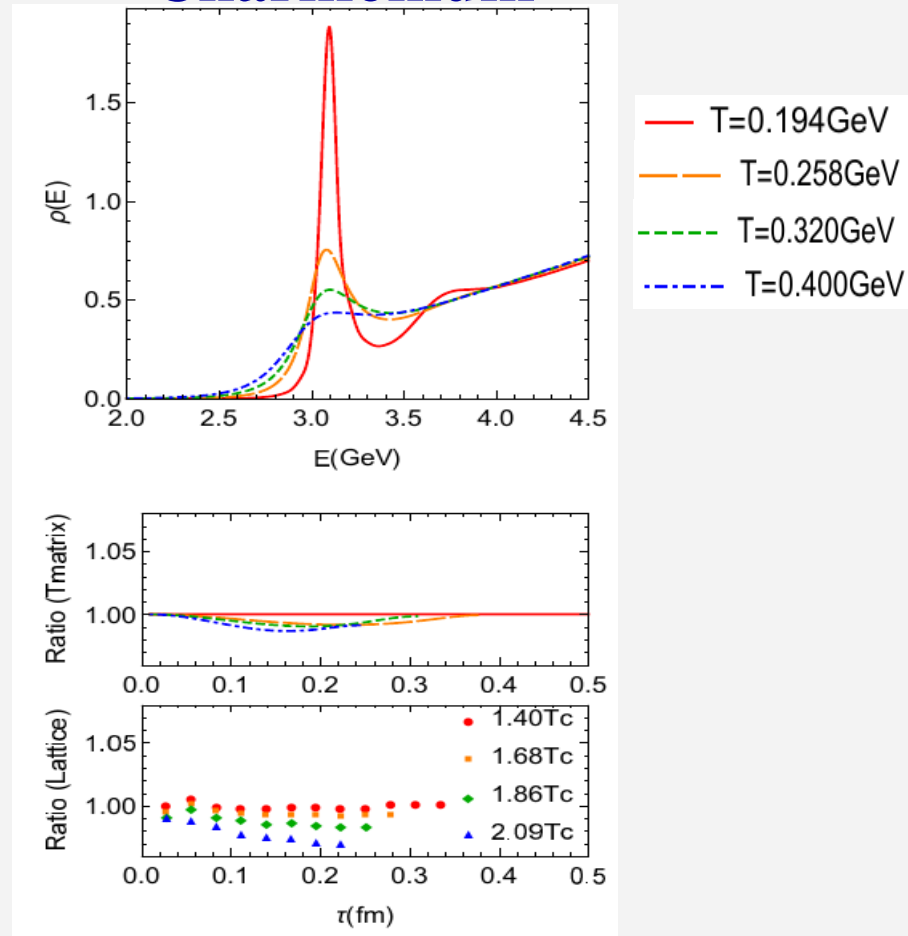 1.5
1.0
0.5
0.0
ρ(E)
2.0 2.5 3.0 3.5 4.0 4.5
E(GeV)
T=0.194GeV
T=0.258GeV
T=0.320GeV
T=0.400GeV
1.05
1.00
Ratio (Tmatrix)
0.0 0.1 0.2 0.3 0.4 0.5
1.05
1.00
Ratio (Lattice)
1.40Tc
1.68Tc
1.86Tc
2.09Tc
0.0 0.1 0.2 0.3 0.4 0.5
τ(fm)